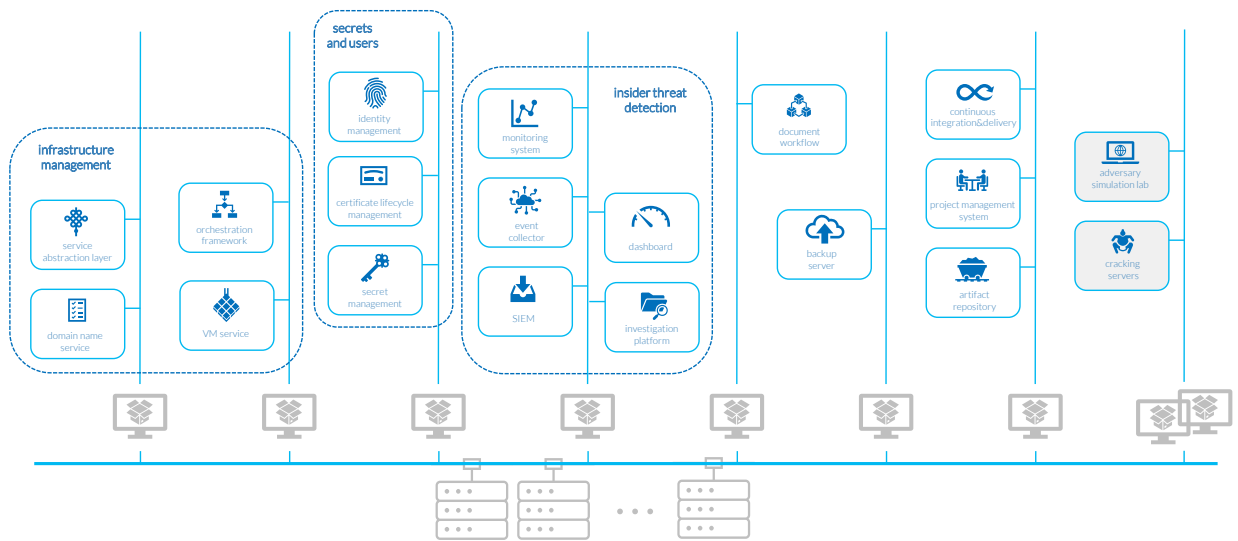 secrets
and users
identity
management
certificate lifecycle
management
secret
management
infrastructure
management
service
abstraction layer
domain name
service
orchestration
framework
VM service
insider threat
detection
monitoring
system
event
collector
SIEM
dashboard
investigation
platform
document
workflow
backup
server
continuous
integration&delivery
project management
system
artifact
repository
adversary
simulation lab
cracking
servers